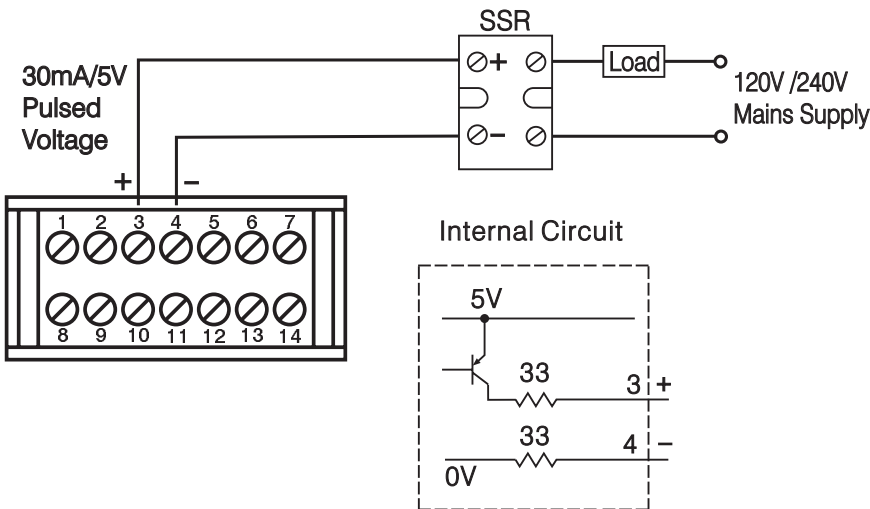 SSR
30mA/5V
Pulsed
Voltage
+ −
+
−
Load
120V /240V
Mains Supply
1 2 3 4 5 6 7
8 9 10 11 12 13 14
Internal Circuit
5V
33
3 +
33
4 −
0V